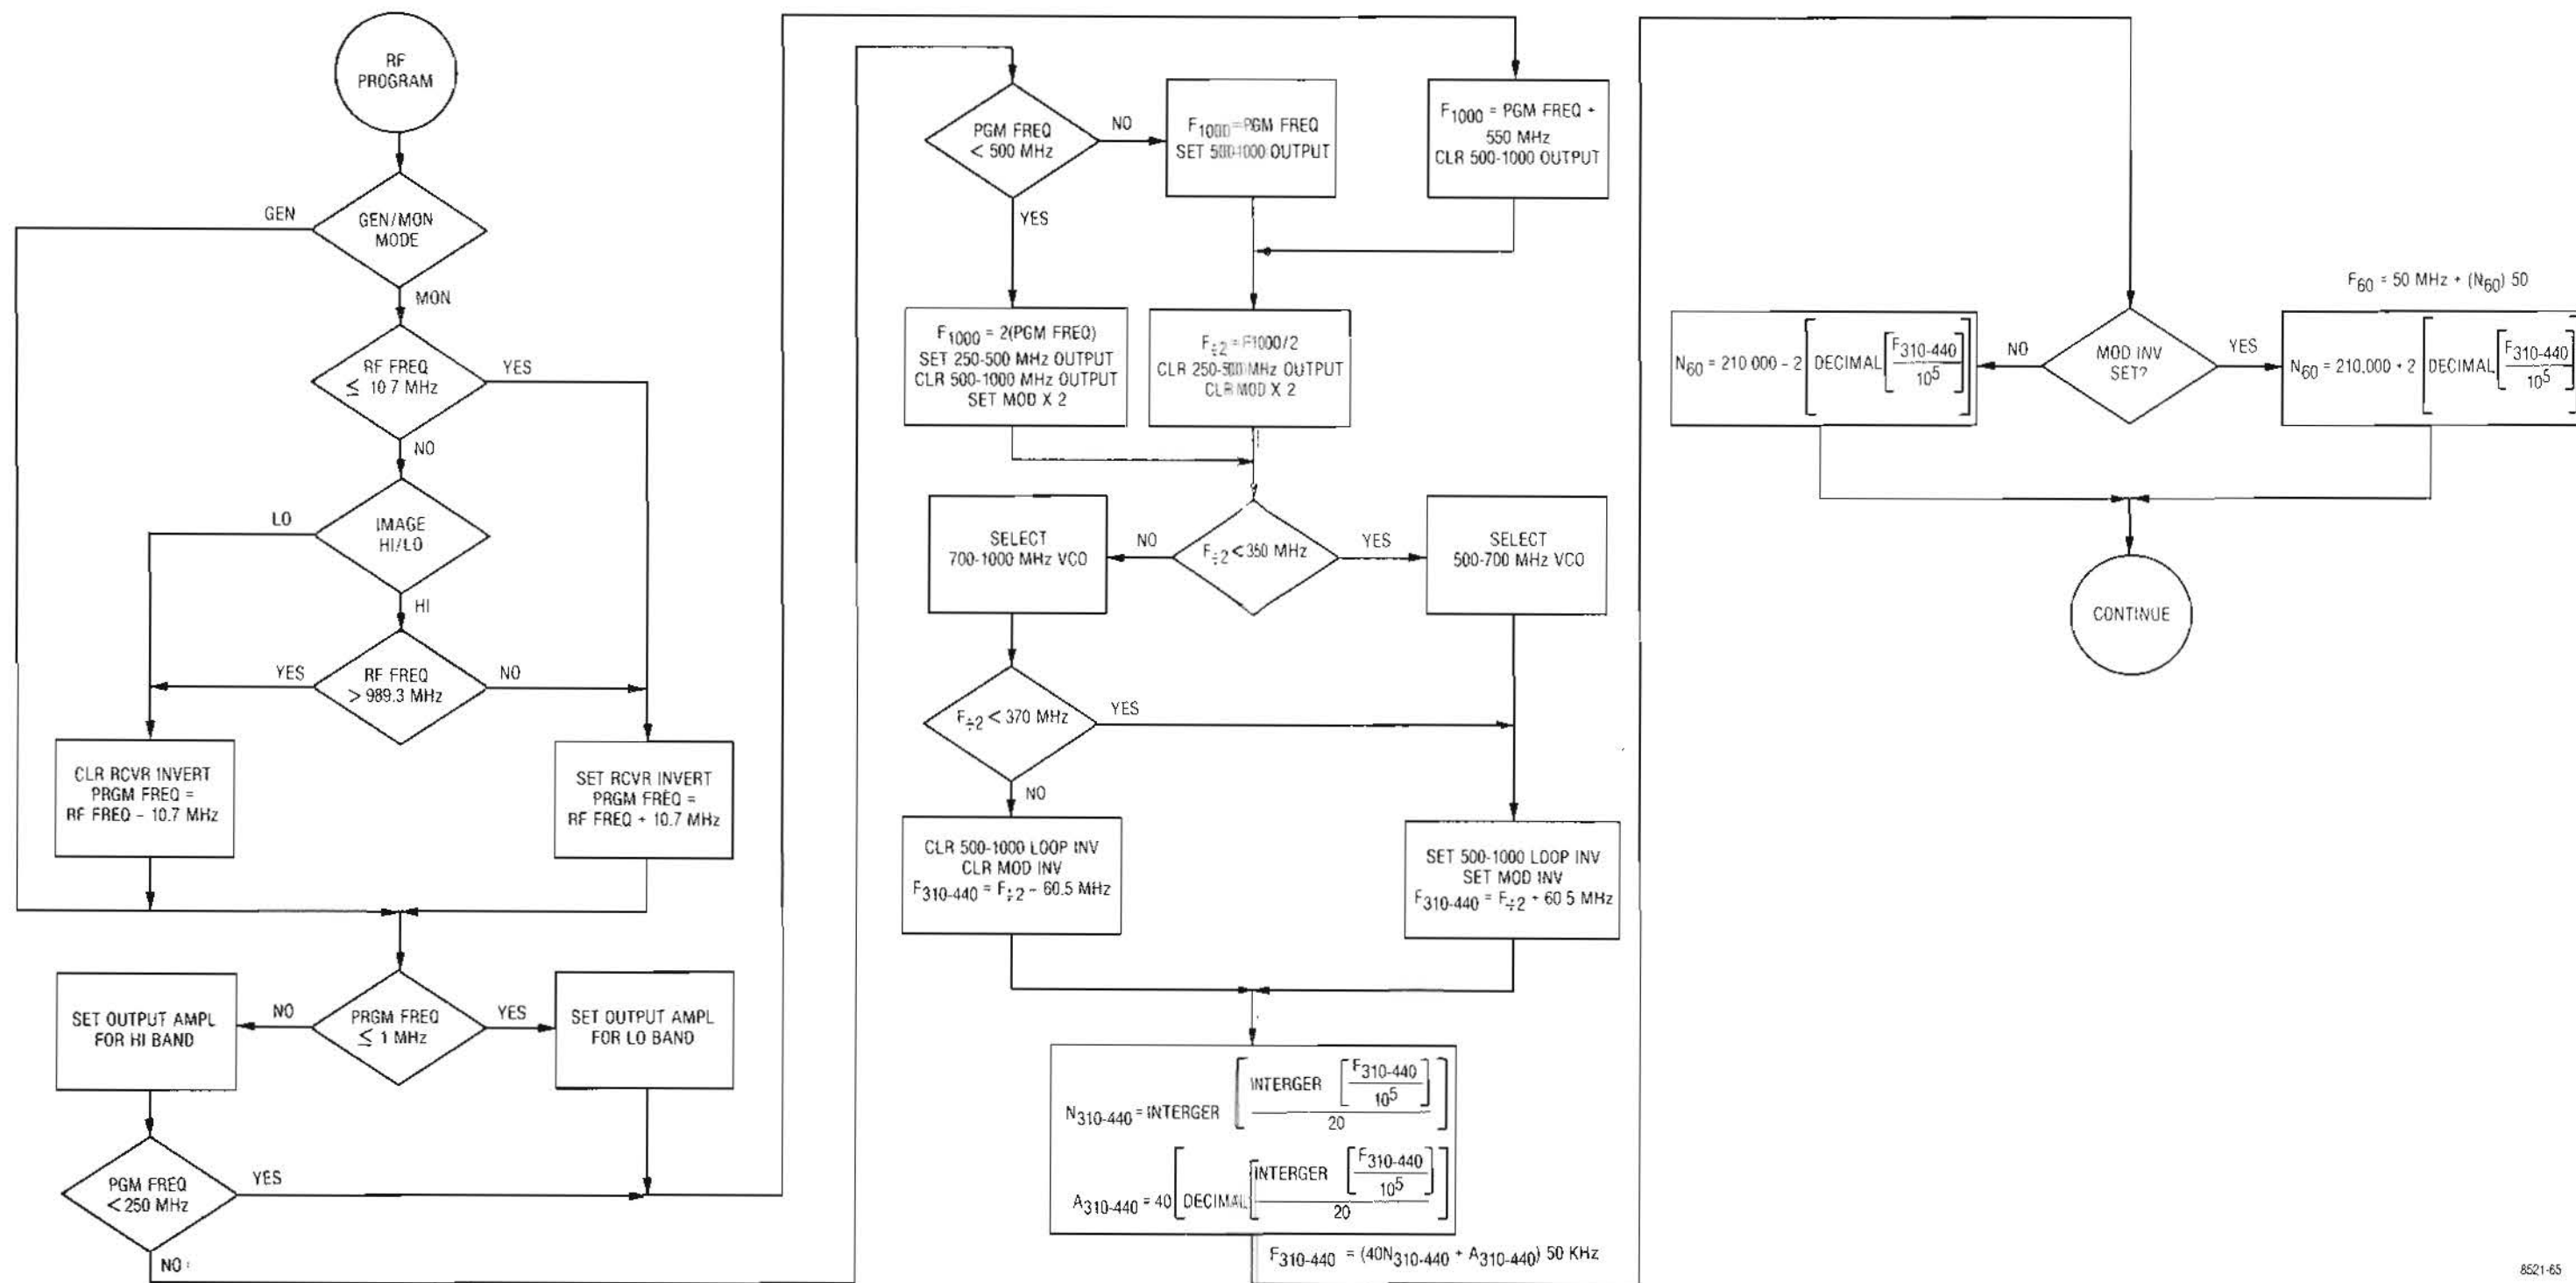 RF
PROGRAM
GEN
GEN/MON
MODE
MON
RF FREQ
≤ 10.7 MHz
YES
NO
LO
IMAGE
HI/LO
HI
YES
RF FREQ
> 989.3 MHz
NO
CLR RCVR INVERT
PRGM FREQ =
RF FREQ - 10.7 MHz
SET RCVR INVERT
PRGM FREQ =
RF FREQ + 10.7 MHz
SET OUTPUT AMPL
FOR HI BAND
NO
PRGM FREQ
≤ 1 MHz
YES
SET OUTPUT AMPL
FOR LO BAND
PGM FREQ
< 250 MHz
YES
NO
PGM FREQ
< 500 MHz
NO
YES
F1000 = PGM FREQ
SET 500-1000 OUTPUT
F1000 = PGM FREQ +
550 MHz
CLR 500-1000 OUTPUT
F1000 = 2(PGM FREQ)
SET 250-500 MHz OUTPUT
CLR 500-1000 MHz OUTPUT
SET MOD X 2
F÷2 = F1000/2
CLR 250-500 MHz OUTPUT
CLR MOD X 2
SELECT
700-1000 MHz VCO
NO
F÷2 < 350 MHz
YES
SELECT
500-700 MHz VCO
F÷2 < 370 MHz
YES
NO
CLR 500-1000 LOOP INV
CLR MOD INV
F310-440 = F÷2 - 60.5 MHz
SET 500-1000 LOOP INV
SET MOD INV
F310-440 = F÷2 + 60.5 MHz
N310-440 = INTERGER [ INTERGER [ F310-440 / 10^5 ] / 20 ]
A310-440 = 40 [ DECIMAL [ INTERGER [ F310-440 / 10^5 ] / 20 ] ]
F310-440 = (40N310-440 + A310-440) 50 KHz
F60 = 50 MHz + (N60) 50
N60 = 210.000 - 2 [ DECIMAL [ F310-440 / 10^5 ] ]
NO
MOD INV
SET?
YES
N60 = 210.000 + 2 [ DECIMAL [ F310-440 / 10^5 ] ]
CONTINUE
8521-65